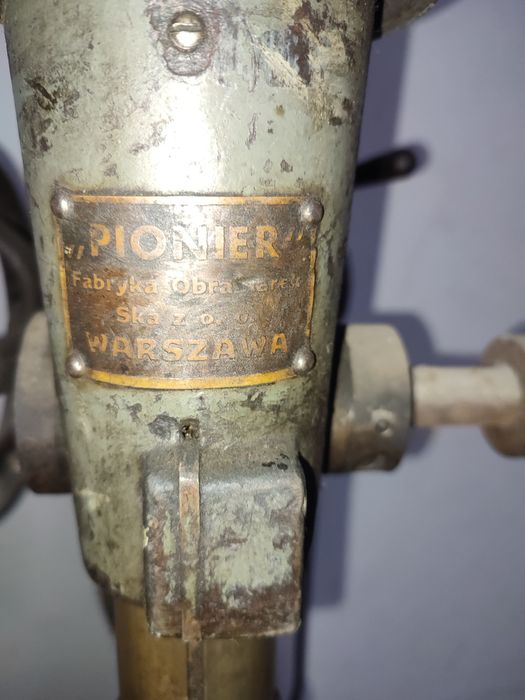 „PIONIER”
Fabryka Obrabiarek
Ska z o. o.
WARSZAWA